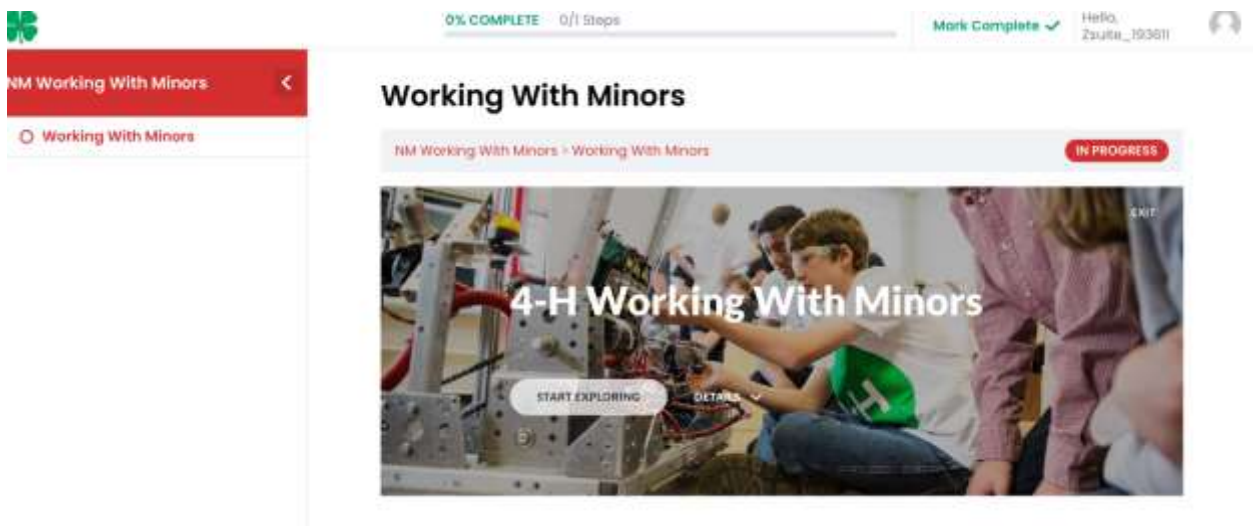 0% COMPLETE 0/1 Steps
Mark Complete
Hello,
Zsuite_193611
NM Working With Minors
Working With Minors
Working With Minors
NM Working With Minors > Working With Minors
IN PROGRESS
EXIT
4-H Working With Minors
START EXPLORING
DETAILS
H